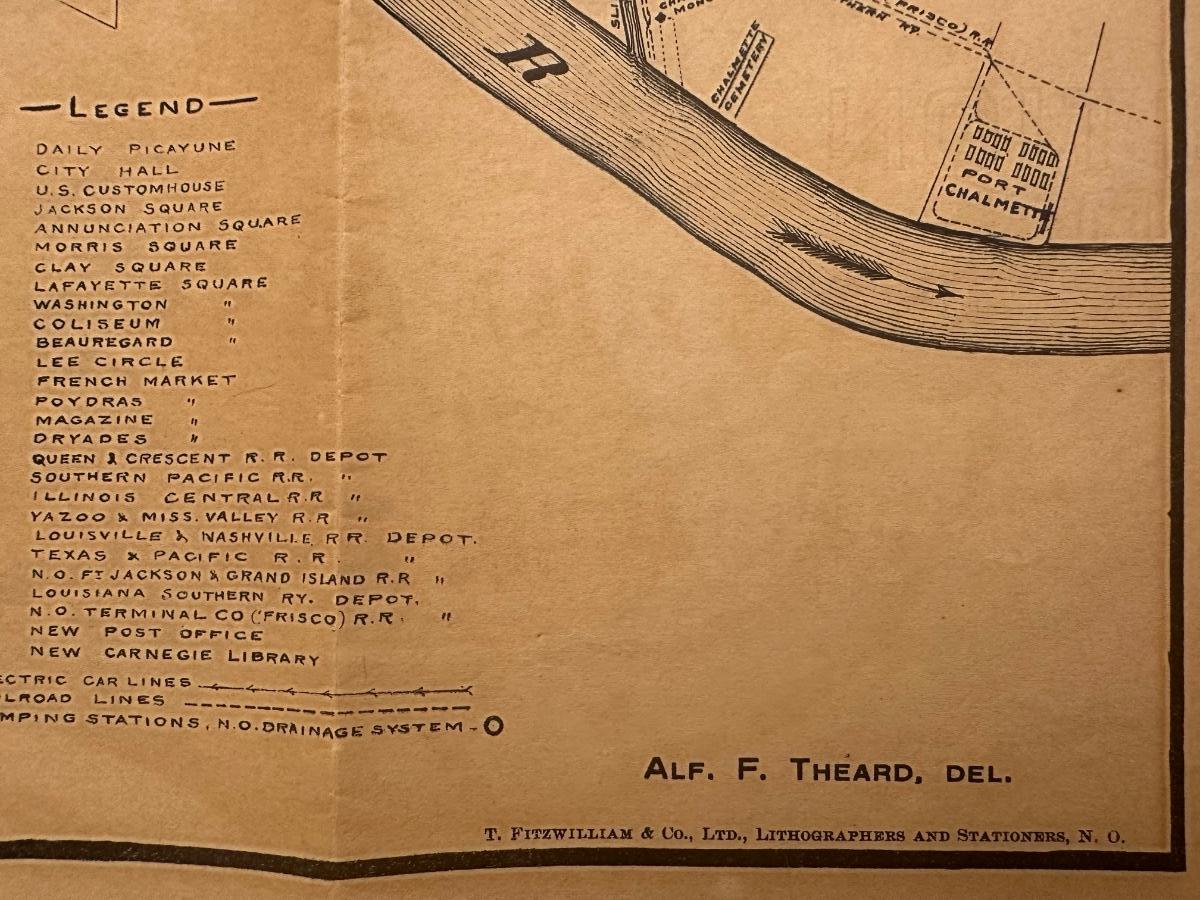 R
FRISCO) R.R.
RY.
CHALMETTE
CEMETERY
PORT
CHALMETTE
—LEGEND—
DAILY PICAYUNE
CITY HALL
U.S. CUSTOMHOUSE
JACKSON SQUARE
ANNUNCIATION SQUARE
MORRIS SQUARE
CLAY SQUARE
LAFAYETTE SQUARE
WASHINGTON "
COLISEUM "
BEAUREGARD "
LEE CIRCLE
FRENCH MARKET
POYDRAS "
MAGAZINE "
DRYADES "
QUEEN & CRESCENT R.R. DEPOT
SOUTHERN PACIFIC R.R. "
ILLINOIS CENTRAL R.R "
YAZOO & MISS. VALLEY R.R "
LOUISVILLE & NASHVILLE R.R. DEPOT.
TEXAS & PACIFIC R.R. "
N.O. FT JACKSON & GRAND ISLAND R.R "
LOUISIANA SOUTHERN RY. DEPOT.
N.O. TERMINAL CO ('FRISCO) R.R. "
NEW POST OFFICE
NEW CARNEGIE LIBRARY
ECTRIC CAR LINES
LROAD LINES
MPING STATIONS, N.O. DRAINAGE SYSTEM - O
ALF. F. THEARD, DEL.
T. FITZWILLIAM & CO., LTD., LITHOGRAPHERS AND STATIONERS, N. O.